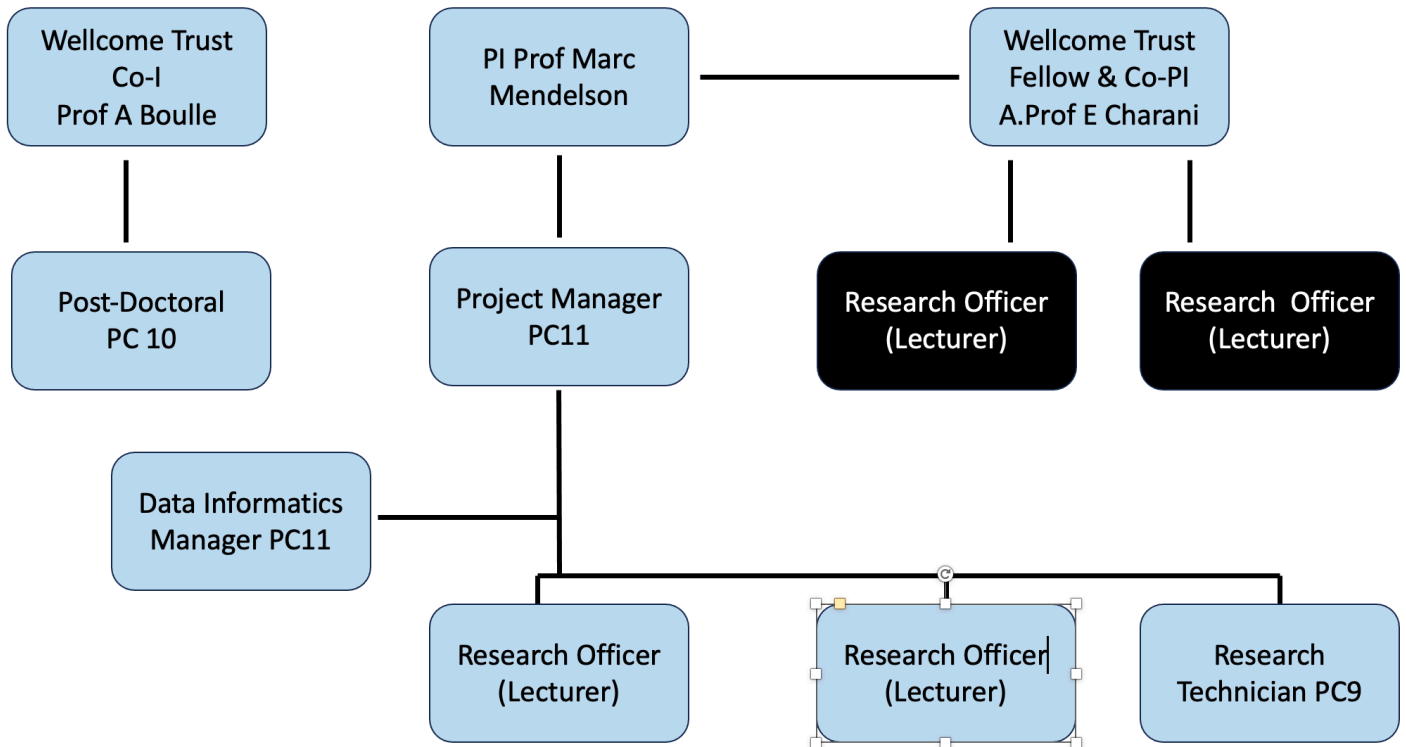 Wellcome Trust
Co-I
Prof A Boulle
PI Prof Marc
Mendelson
Wellcome Trust
Fellow & Co-PI
A.Prof E Charani
Post-Doctoral
PC 10
Project Manager
PC11
Research Officer
(Lecturer)
Research  Officer
(Lecturer)
Data Informatics
Manager PC11
Research Officer
(Lecturer)
Research Officer
(Lecturer)
Research
Technician PC9